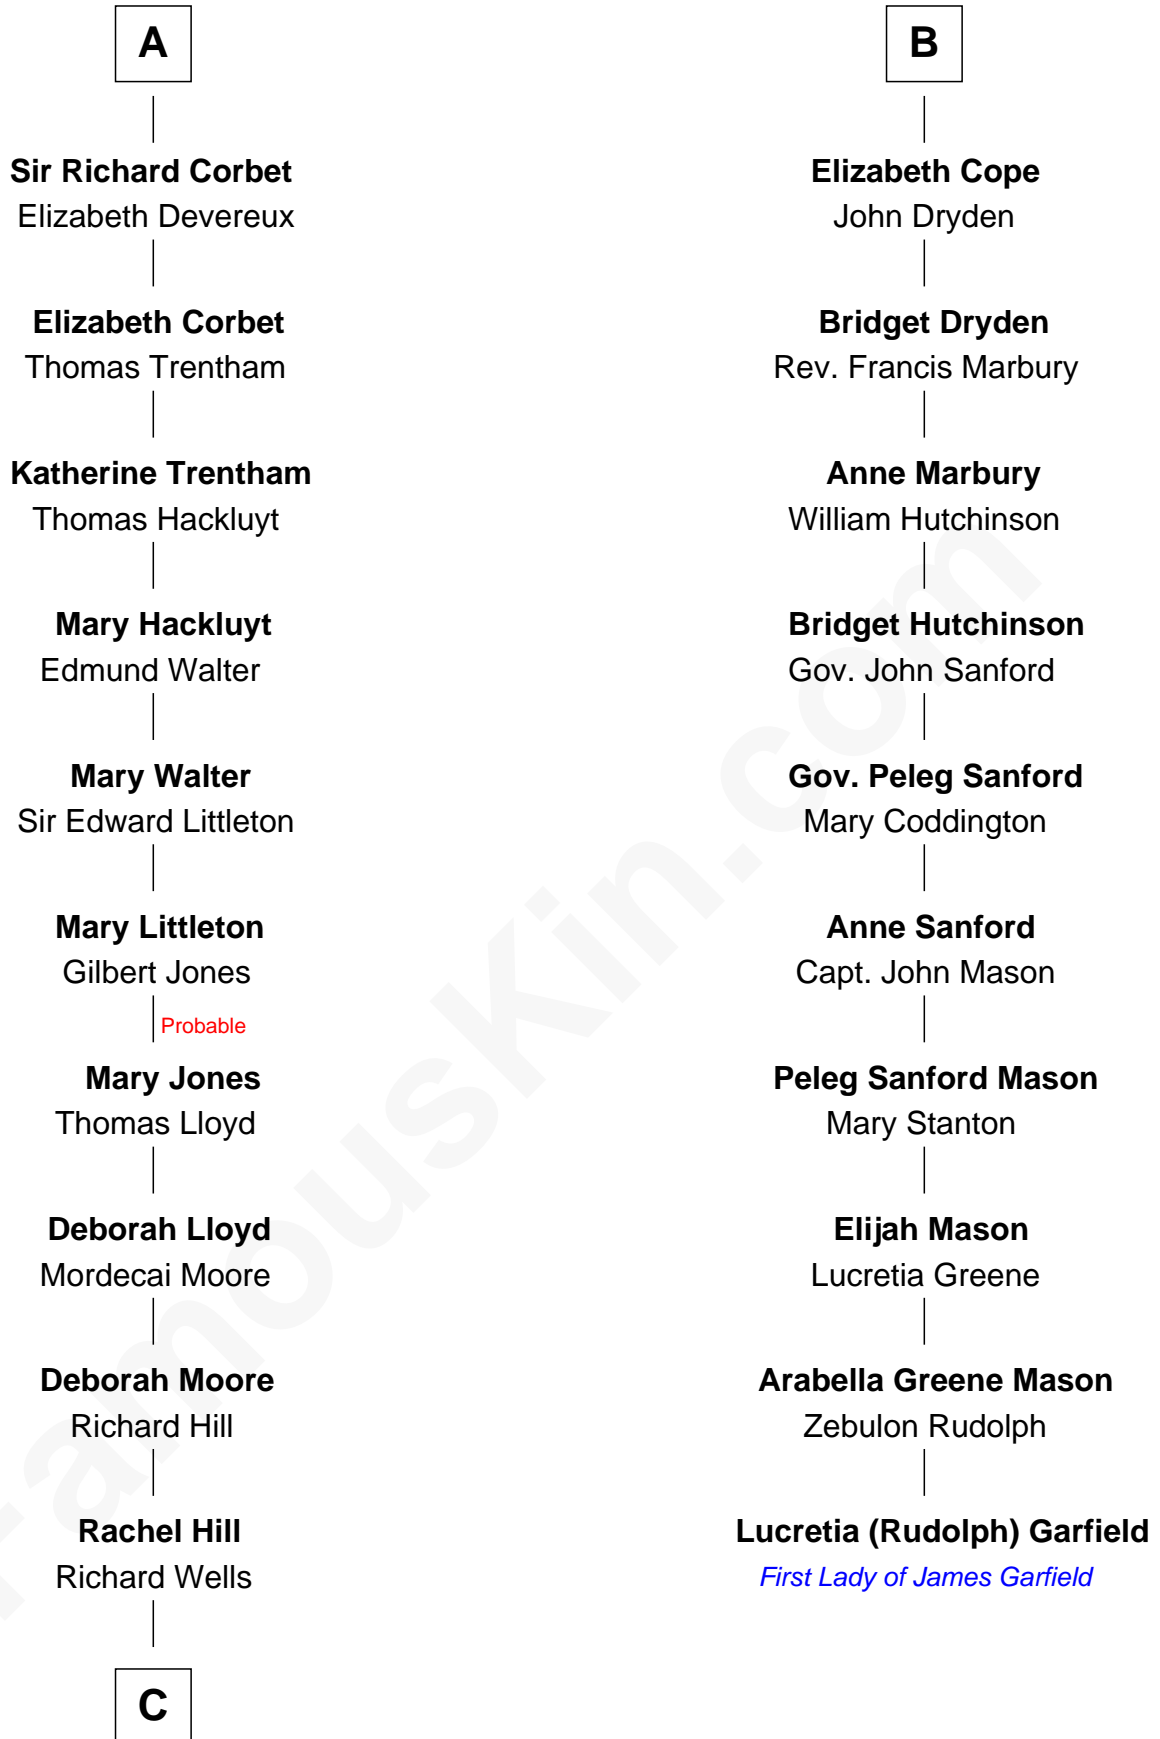 A
Sir Richard Corbet
Elizabeth Devereux
Elizabeth Corbet
Thomas Trentham
Katherine Trentham
Thomas Hackluyt
Mary Hackluyt
Edmund Walter
Mary Walter
Sir Edward Littleton
Mary Littleton
Gilbert Jones
Probable
Mary Jones
Thomas Lloyd
Deborah Lloyd
Mordecai Moore
Deborah Moore
Richard Hill
Rachel Hill
Richard Wells
C
B
Elizabeth Cope
John Dryden
Bridget Dryden
Rev. Francis Marbury
Anne Marbury
William Hutchinson
Bridget Hutchinson
Gov. John Sanford
Gov. Peleg Sanford
Mary Coddington
Anne Sanford
Capt. John Mason
Peleg Sanford Mason
Mary Stanton
Elijah Mason
Lucretia Greene
Arabella Greene Mason
Zebulon Rudolph
Lucretia (Rudolph) Garfield
First Lady of James Garfield
FamousKin.com